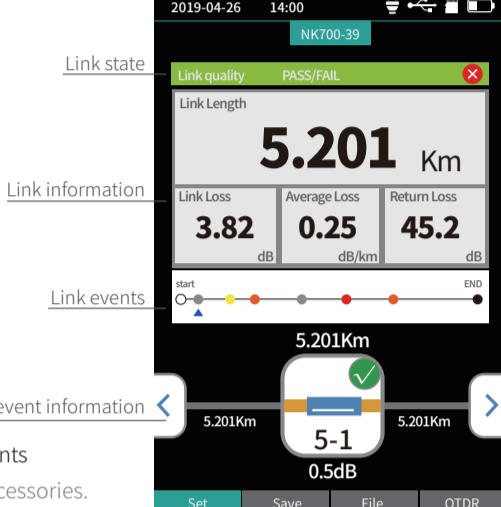 2019-04-26 14:00
NK700-39
Link state
Link quality PASS/FAIL
Link Length
5.201 Km
Link information
Link Loss Average Loss Return Loss
3.82 0.25 45.2
dB dB/km dB
start END
Link events
5.201Km
event information
5.201Km 5.201Km
5-1
nts
0.5dB
cessories.
Set Save File OTDR